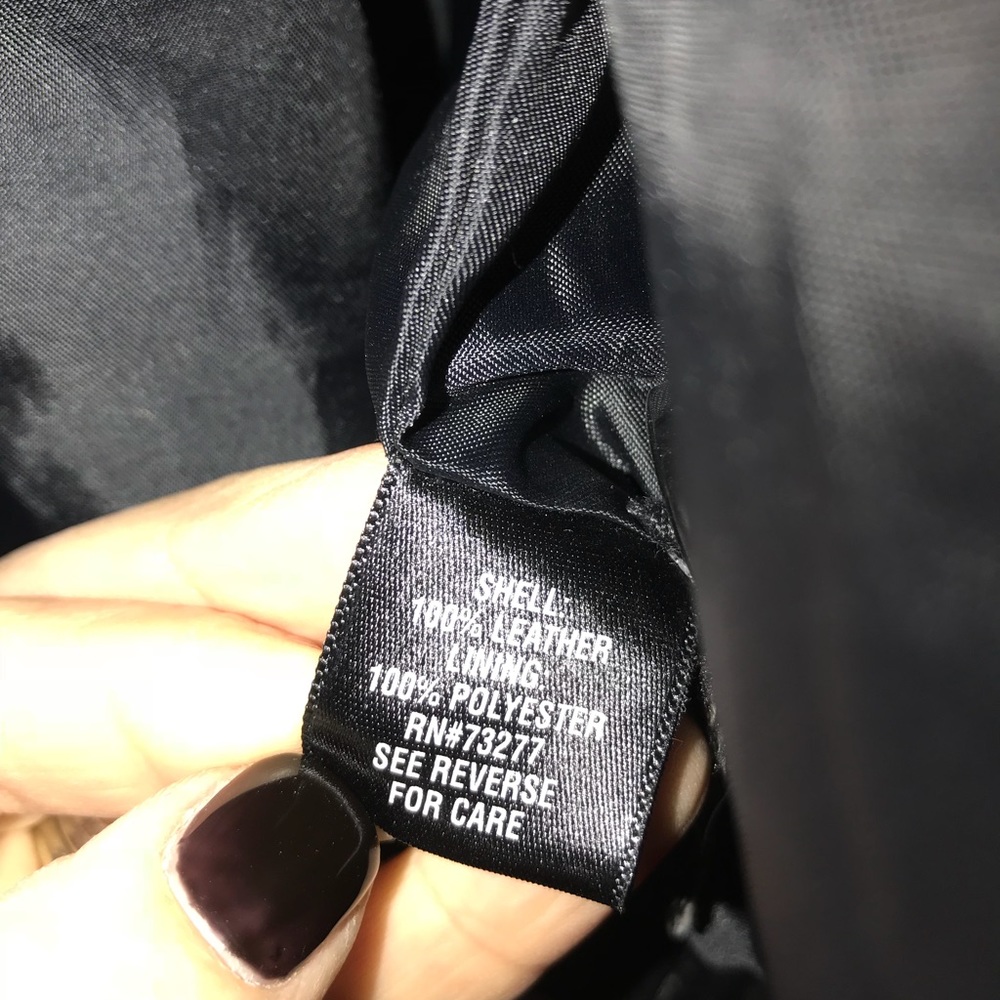 SHELL:
100% LEATHER
LINING:
100% POLYESTER
RN#73277
SEE REVERSE
FOR CARE